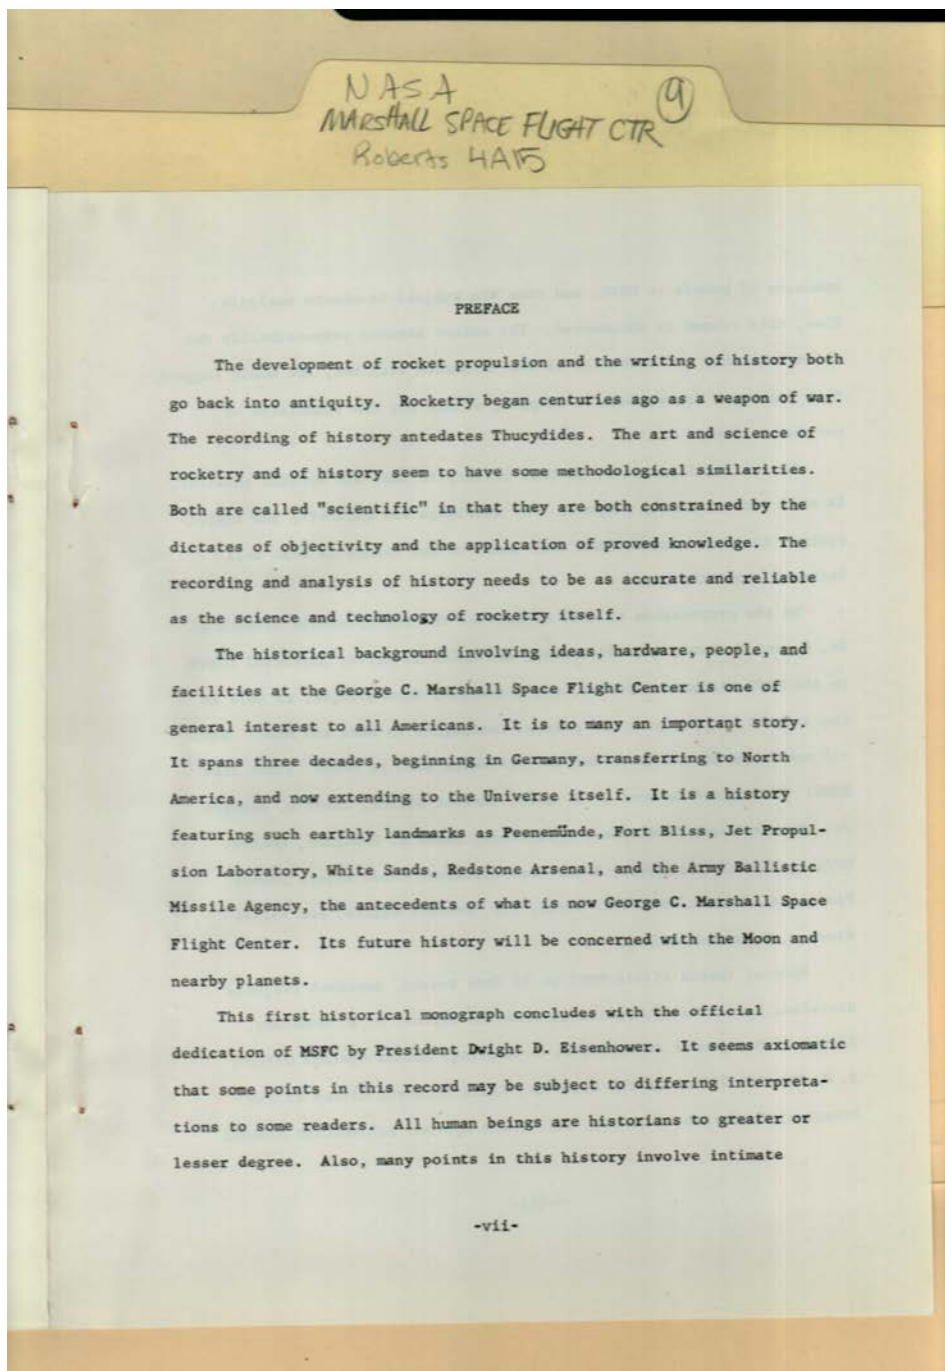 NASA
9
MARSHALL SPACE FLIGHT CTR
Roberts 4A15
PREFACE
The development of rocket propulsion and the writing of history both
go back into antiquity. Rocketry began centuries ago as a weapon of war.
The recording of history antedates Thucydides. The art and science of
rocketry and of history seem to have some methodological similarities.
Both are called "scientific" in that they are both constrained by the
dictates of objectivity and the application of proved knowledge. The
recording and analysis of history needs to be as accurate and reliable
as the science and technology of rocketry itself.
The historical background involving ideas, hardware, people, and
facilities at the George C. Marshall Space Flight Center is one of
general interest to all Americans. It is to many an important story.
It spans three decades, beginning in Germany, transferring to North
America, and now extending to the Universe itself. It is a history
featuring such earthly landmarks as Peenemünde, Fort Bliss, Jet Propul-
sion Laboratory, White Sands, Redstone Arsenal, and the Army Ballistic
Missile Agency, the antecedents of what is now George C. Marshall Space
Flight Center. Its future history will be concerned with the Moon and
nearby planets.
This first historical monograph concludes with the official
dedication of MSFC by President Dwight D. Eisenhower. It seems axiomatic
that some points in this record may be subject to differing interpreta-
tions to some readers. All human beings are historians to greater or
lesser degree. Also, many points in this history involve intimate
-vii-